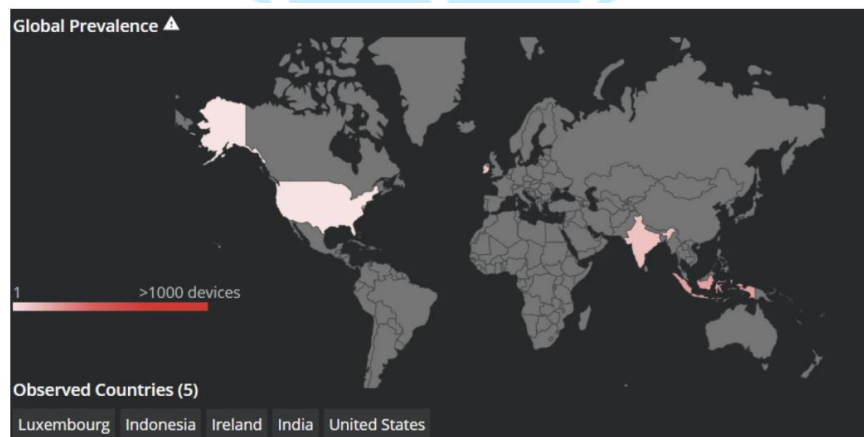 Global Prevalence
1 >1000 devices
Observed Countries (5)
Luxembourg Indonesia Ireland India United States